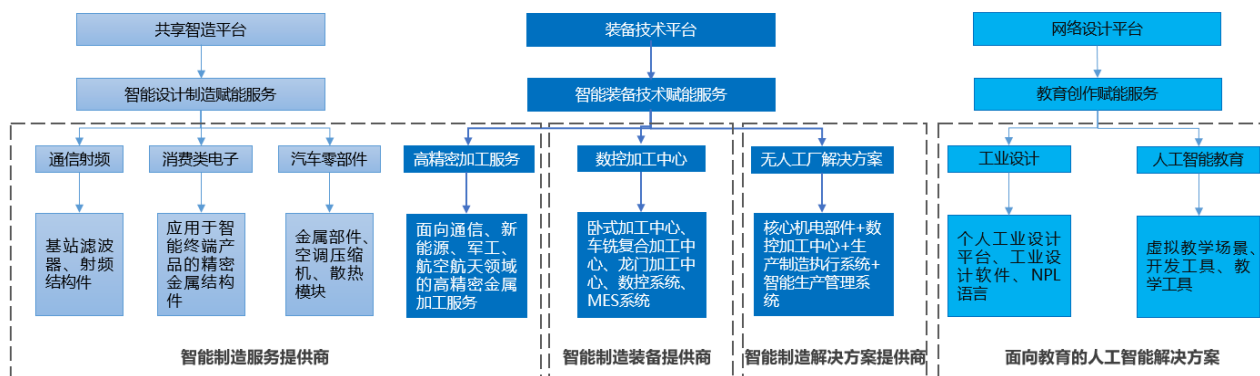 共享智造平台
装备技术平台
网络设计平台
智能设计制造赋能服务
智能装备技术赋能服务
教育创作赋能服务
通信射频
消费类电子
汽车零部件
高精密加工服务
数控加工中心
无人工厂解决方案
工业设计
人工智能教育
基站滤波
器、射频
结构件
应用于智
能终端产
品的精密
金属结构
件
金属部件、
空调压缩
机、散热
模块
面向通信、新
能源、军工、
航空航天领域
的高精密金属
加工服务
卧式加工中心、
车铣复合加工中
心、龙门加工中
心、数控系统、
MES系统
核心机电部件+数
控加工中心+生
产制造执行系统+
智能生产管理系
统
个人工业设计
平台、工业设
计软件、NPL
语言
虚拟教学场景、
开发工具、教
学工具
智能制造服务提供商
智能制造装备提供商
智能制造解决方案提供商
面向教育的人工智能解决方案